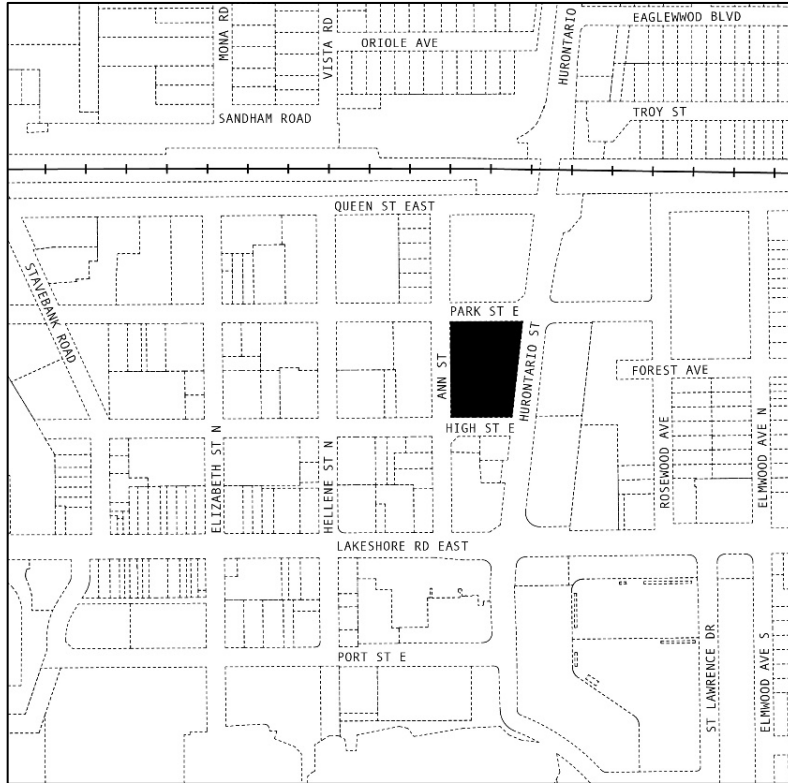 MONA RD
VISTA RD
ORIOLE AVE
HURONTARIO
EAGLEWWOD BLVD
SANDHAM ROAD
TROY ST
QUEEN ST EAST
STAVEBANK ROAD
PARK ST E
ANN ST
HURONTARIO ST
FOREST AVE
HIGH ST E
ELIZABETH ST N
HELLENE ST N
ROSEWOOD AVE
ELMWOOD AVE N
LAKESHORE RD EAST
PORT ST E
ST LAWRENCE DR
ELMWOOD AVE S